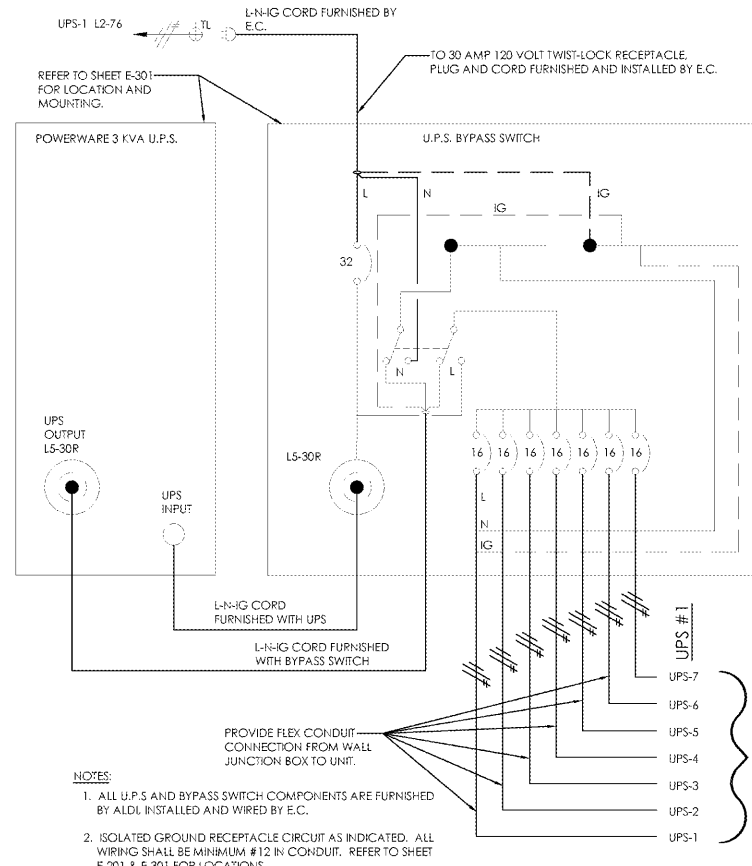 UPS-1 L2-76
TL
L-N-IG CORD FURNISHED BY
E.C.
TO 30 AMP 120 VOLT TWIST-LOCK RECEPTACLE,
PLUG AND CORD FURNISHED AND INSTALLED BY E.C.
REFER TO SHEET E-301
FOR LOCATION AND
MOUNTING.
POWERWARE 3 KVA U.P.S.
U.P.S. BYPASS SWITCH
L
N
IG
IG
32
N
L
UPS
OUTPUT
L5-30R
UPS
INPUT
L5-30R
16
16
16
16
16
16
16
L
N
IG
L-N-IG CORD
FURNISHED WITH UPS
L-N-IG CORD FURNISHED
WITH BYPASS SWITCH
UPS #1
UPS-7
UPS-6
UPS-5
UPS-4
UPS-3
UPS-2
UPS-1
PROVIDE FLEX CONDUIT
CONNECTION FROM WALL
JUNCTION BOX TO UNIT.
NOTES:
1. ALL U.P.S AND BYPASS SWITCH COMPONENTS ARE FURNISHED
BY ALDI, INSTALLED AND WIRED BY E.C.
2. ISOLATED GROUND RECEPTACLE CIRCUIT AS INDICATED. ALL
WIRING SHALL BE MINIMUM #12 IN CONDUIT. REFER TO SHEET
E-201 & E-301 FOR LOCATIONS